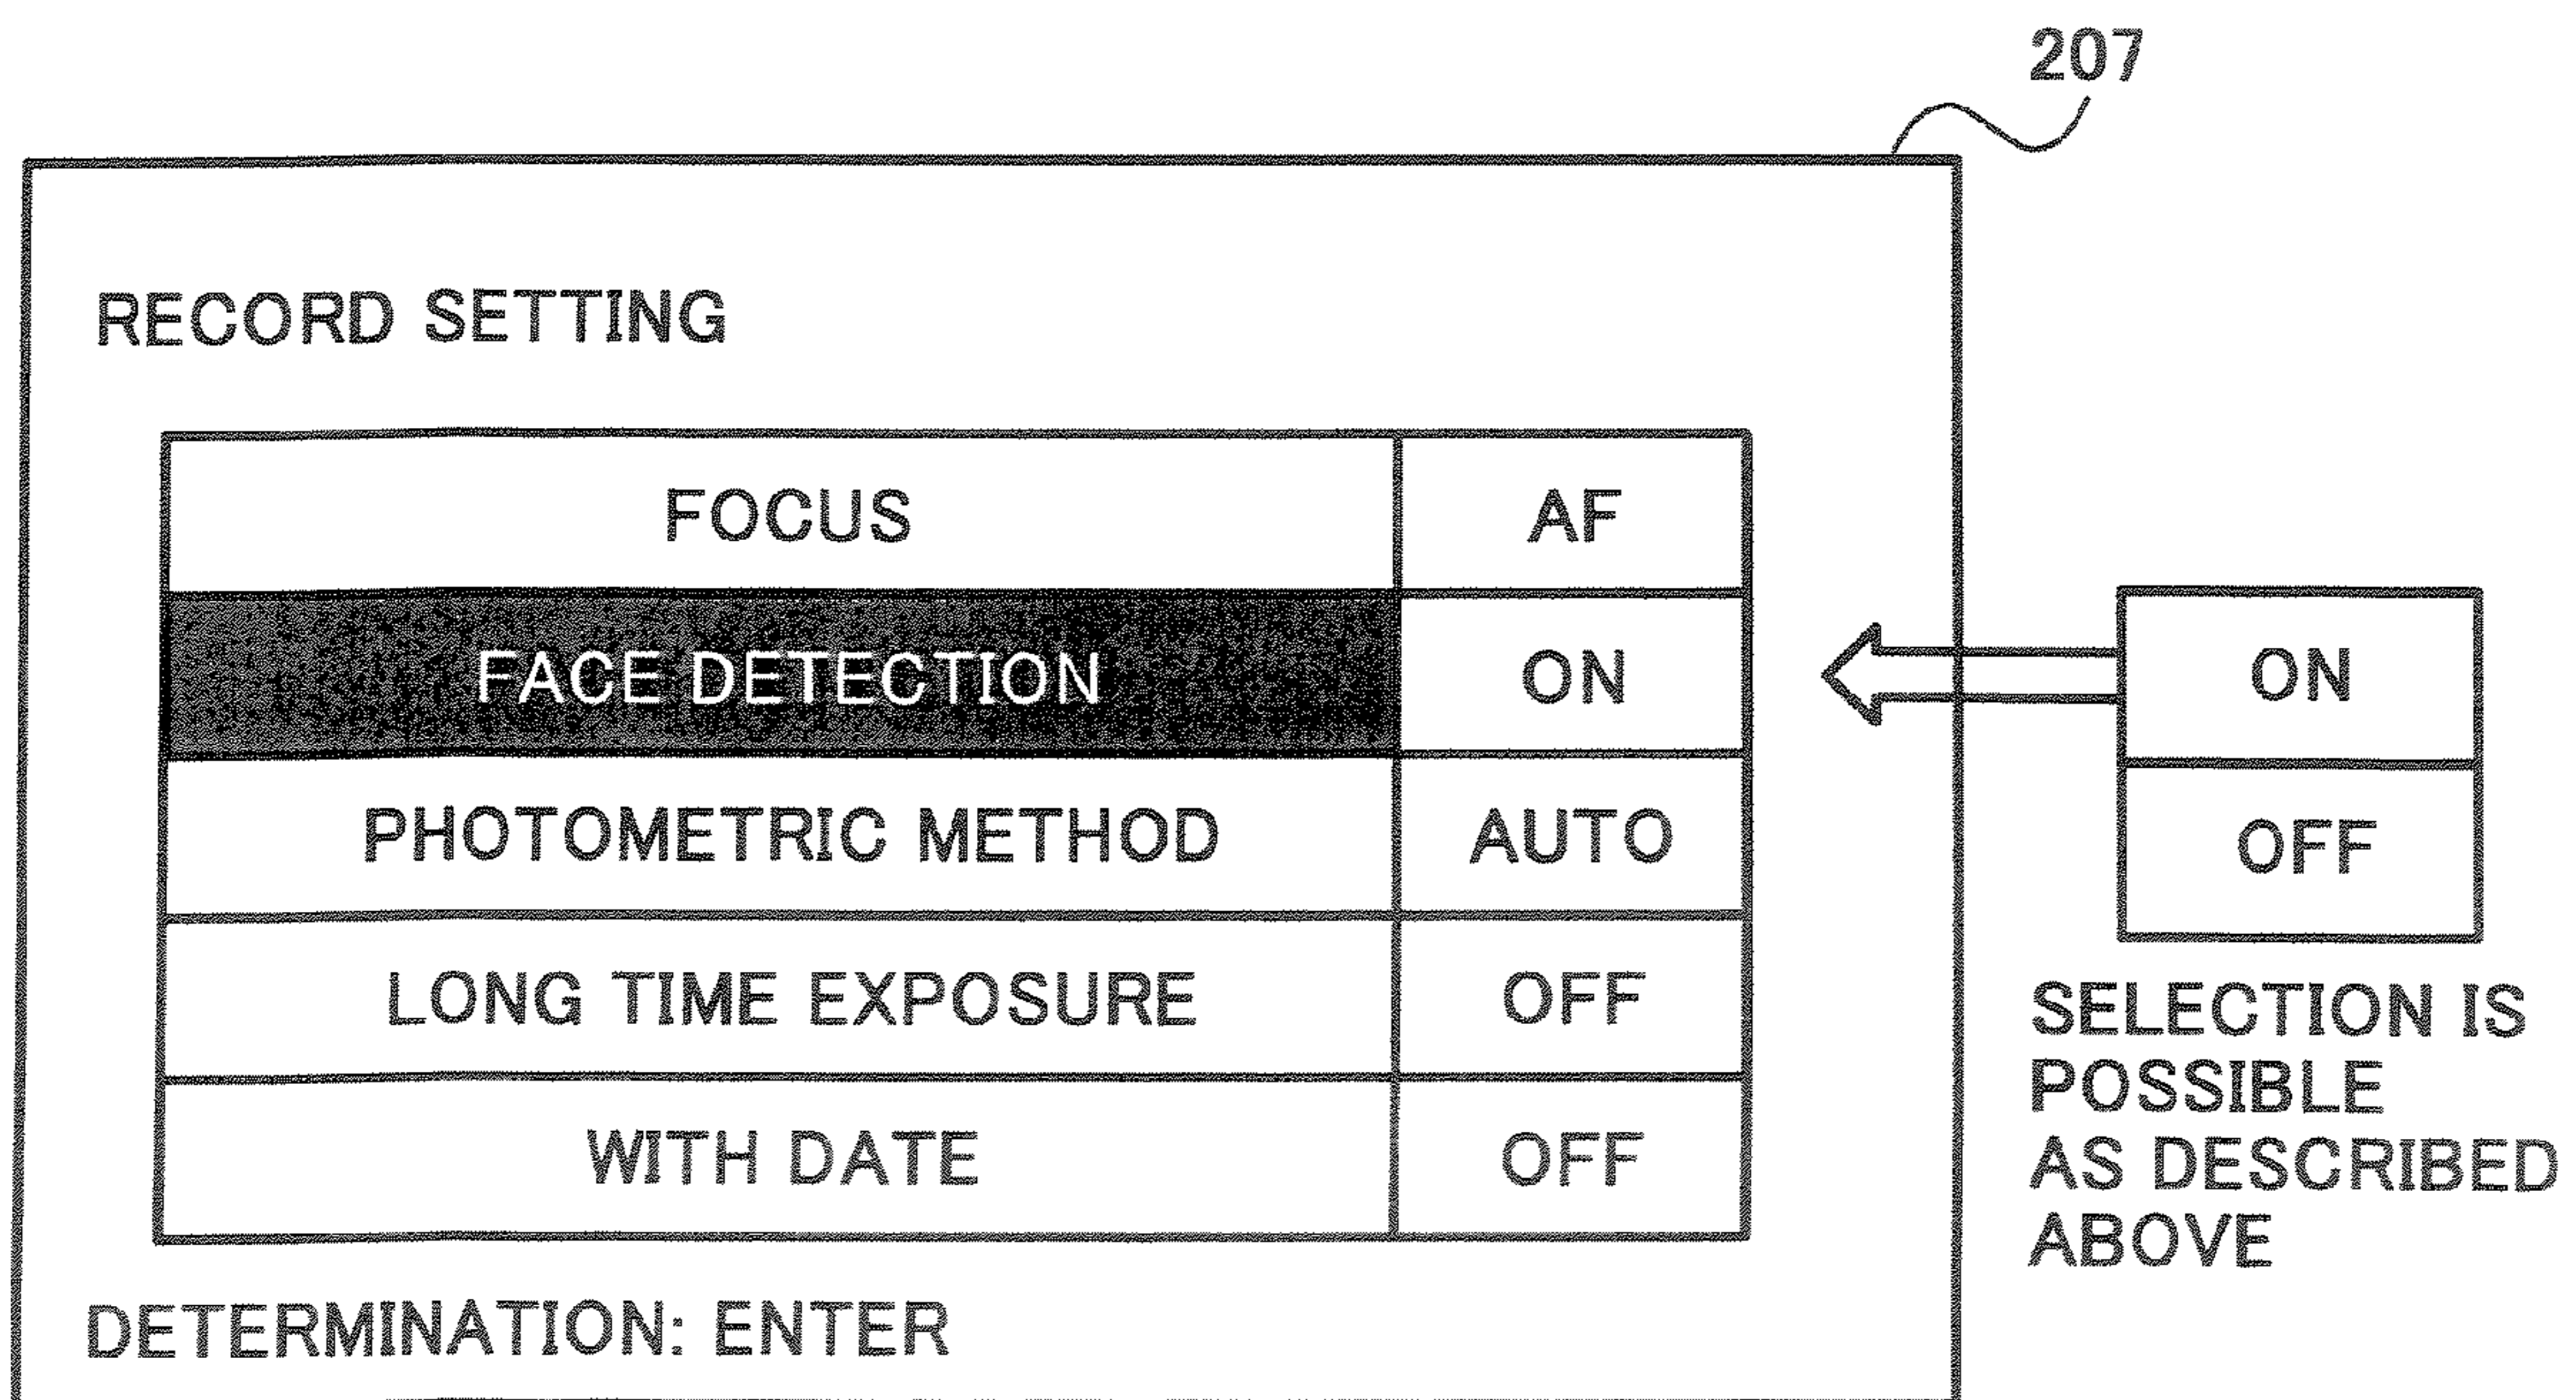 207
RECORD SETTING
FOCUS AF
FACE DETECTION ON
PHOTOMETRIC METHOD AUTO
LONG TIME EXPOSURE OFF
WITH DATE OFF
DETERMINATION: ENTER
ON
OFF
SELECTION IS
POSSIBLE
AS DESCRIBED
ABOVE